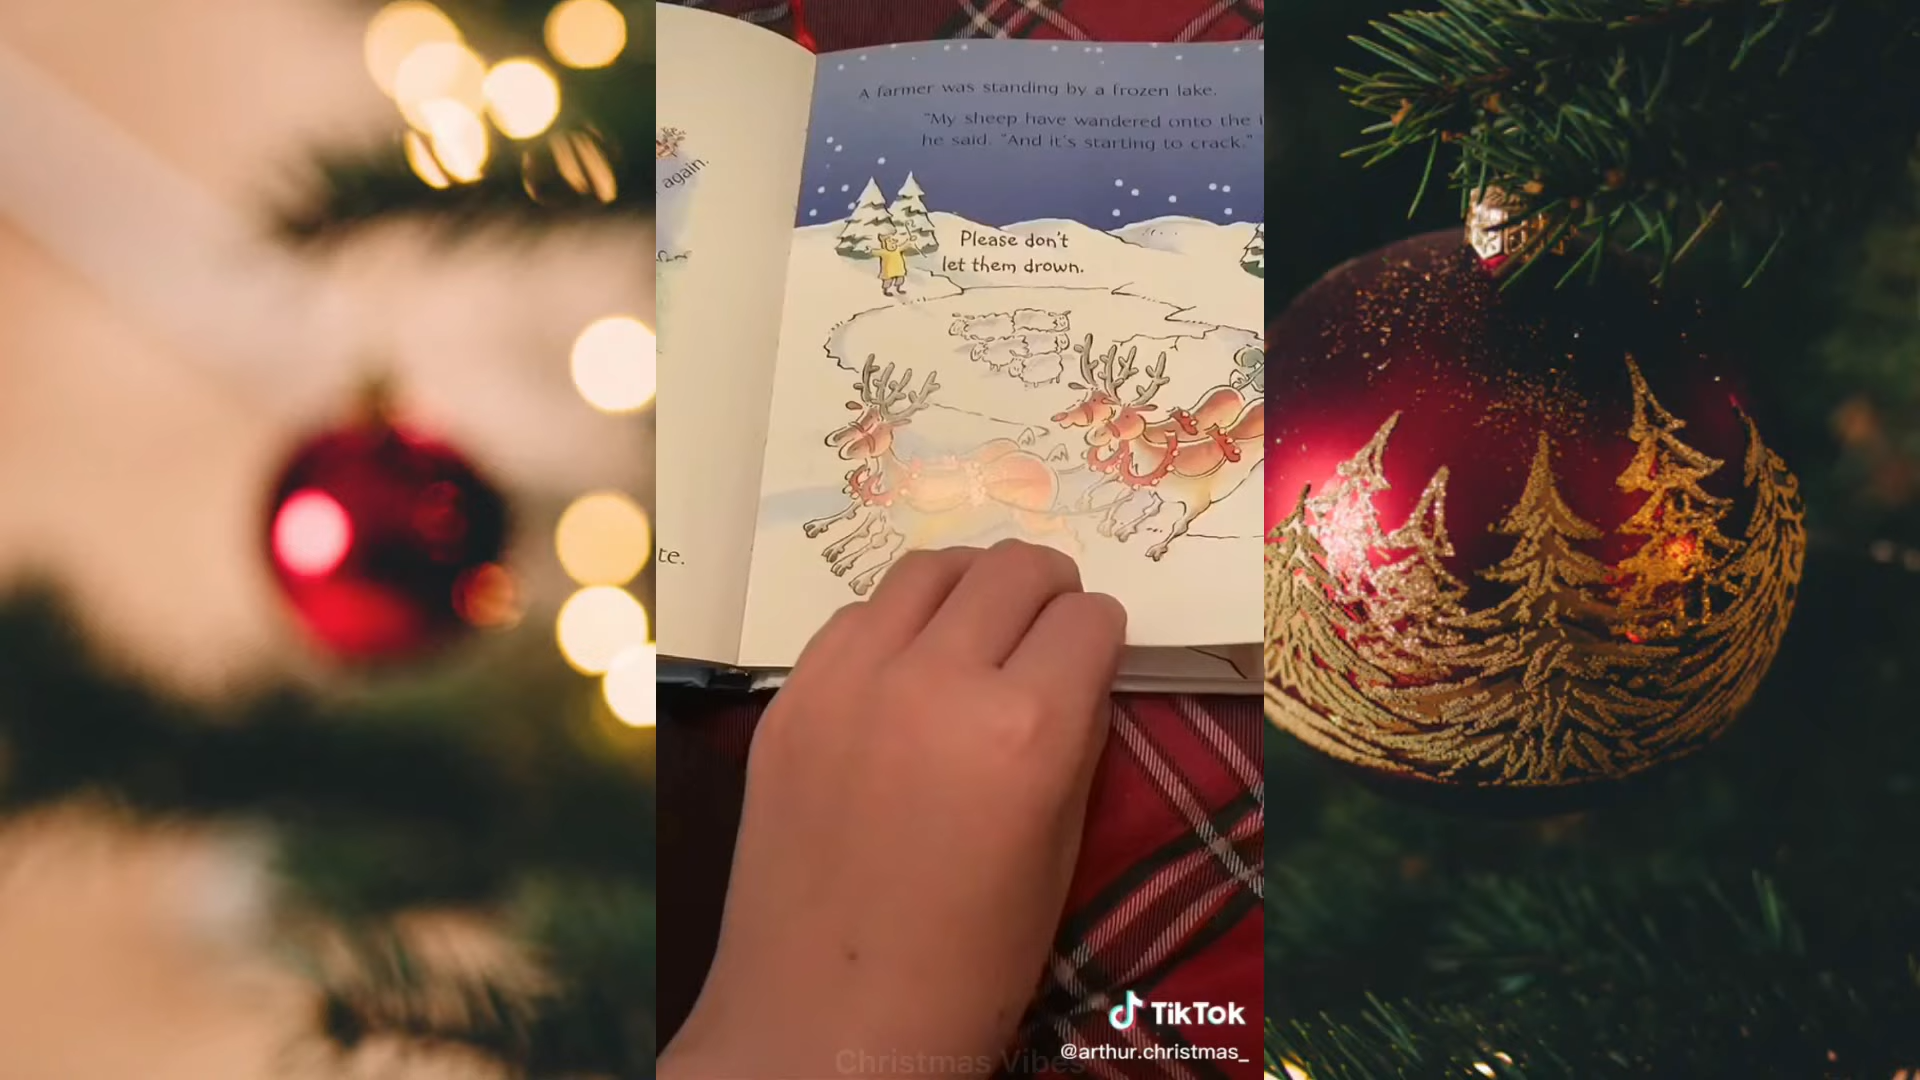 again.
te.
A farmer was standing by a frozen lake.
"My sheep have wandered onto the
he said. "And it's starting to crack."
Please don't
let them drown.
TikTok
@arthur.christmas_
Christmas Vibes